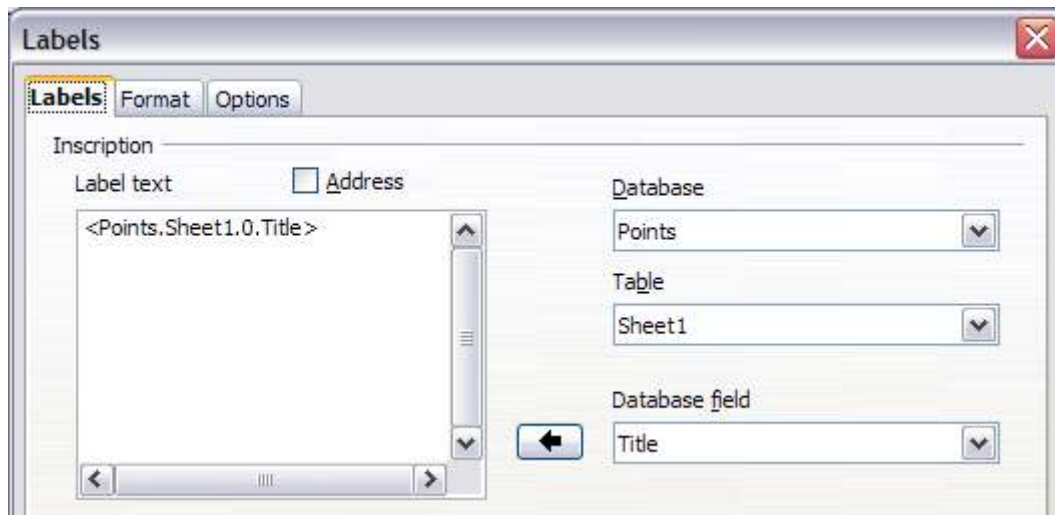 Labels
Labels Format Options
Inscription
Label text Address Database
<Points.Sheet1.0.Title> Points
Table
Sheet1
Database field
Title